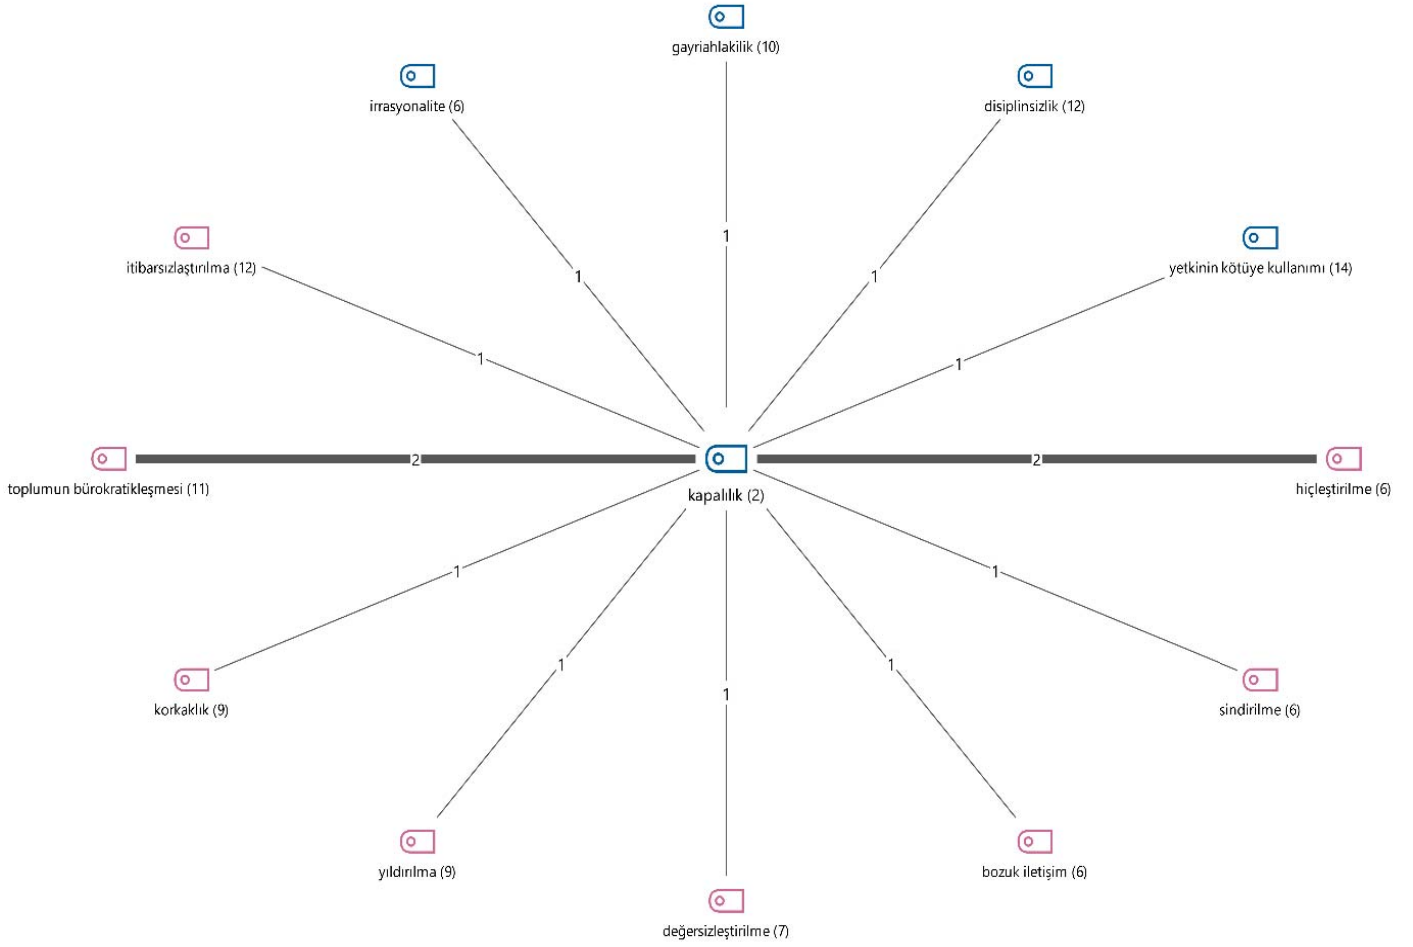 gayriahlakilik (10)
irrasyonalite (6)
disiplinsizlik (12)
1
itibarsızlaştırılma (12)
yetkinin kötüye kullanımı (14)
1
1
1
1
toplumun bürokratikleşmesi (11)
2
kapalılık (2)
2
hiçleştirilme (6)
1
1
korkaklık (9)
1
1
1
sindirilme (6)
yıldırılma (9)
bozuk iletişim (6)
değersizleştirilme (7)